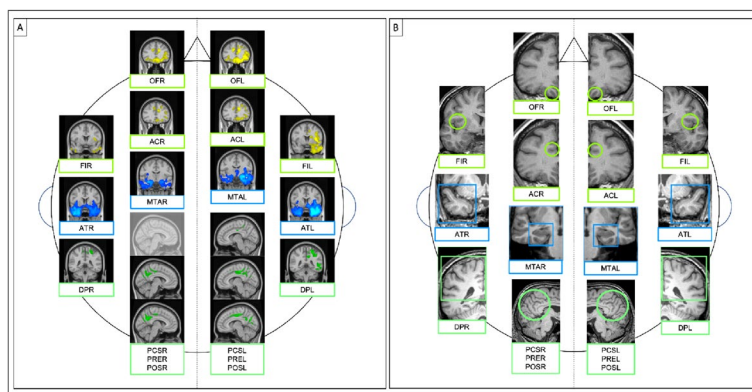 A
OFR
OFL
ACR
ACL
FIR
FIL
MTAR
MTAL
ATR
ATL
DPR
DPL
PCSR
PRER
POSR
PCSL
PREL
POSL
B
OFR
OFL
FIR
FIL
ACR
ACL
ATR
ATL
MTAR
MTAL
DPR
DPL
PCSR
PRER
POSR
PCSL
PREL
POSL